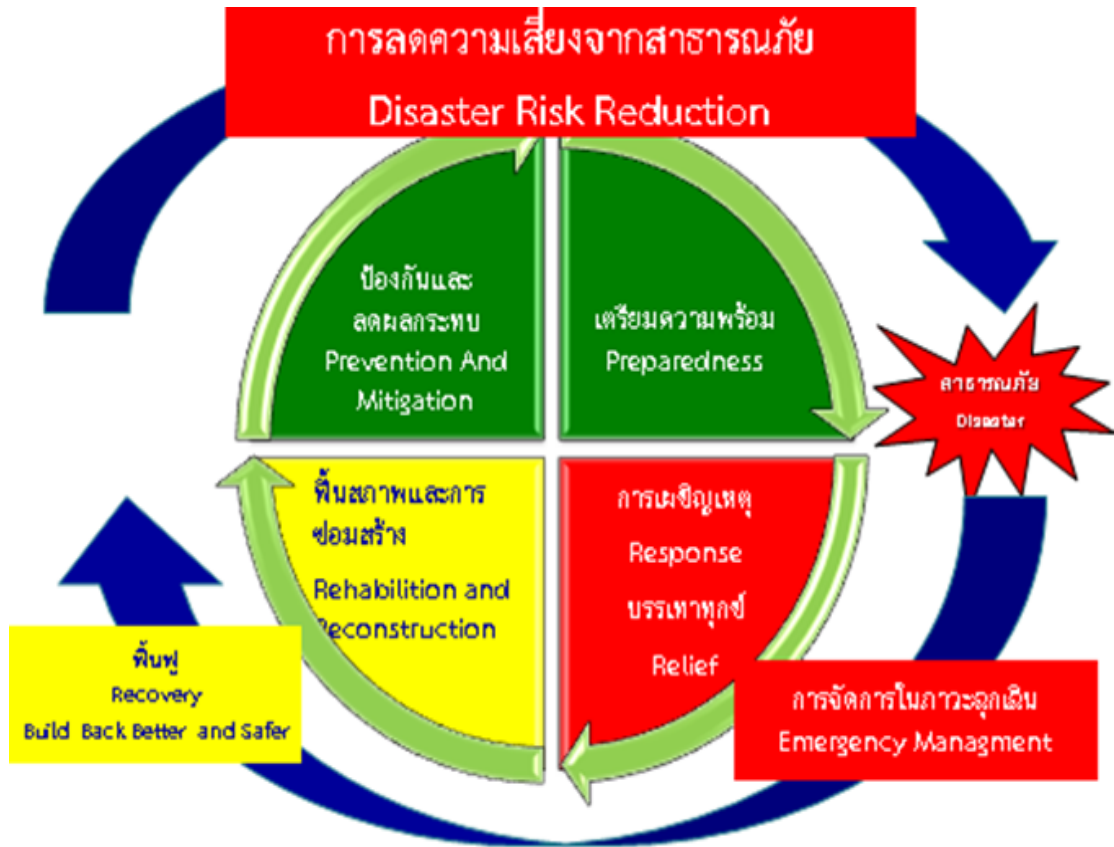 การลดความเสี่ยงจากสาธารณภัย
Disaster Risk Reduction
ป้องกันและ
ลดผลกระทบ
Prevention And
Mitigation
เตรียมความพร้อม
Preparedness
สาธารณภัย
Disaster
ฟื้นสภาพและการ
ซ่อมสร้าง
Rehabilition and
Reconstruction
การเผชิญเหตุ
Response
บรรเทาทุกข์
Relief
ฟื้นฟู
Recovery
Build Back Better and Safer
การจัดการในภาวะฉุกเฉิน
Emergency Managment